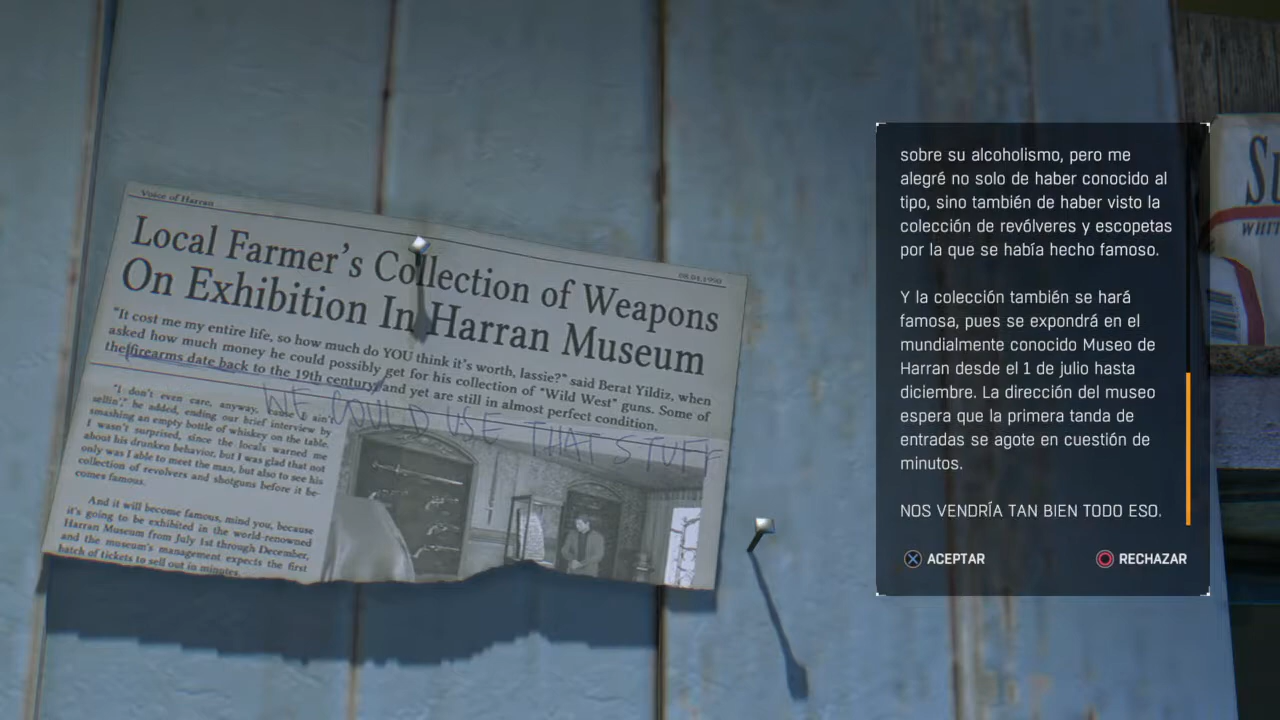 Voice of Harran
08.04.1990
Local Farmer's Collection of Weapons
On Exhibition In Harran Museum
"It cost me my entire life, so how much do YOU think it's worth, lassie?" said Berat Yildiz, when
asked how much money he could possibly get for his collection of "Wild West" guns. Some of
the firearms date back to the 19th century, and yet are still in almost perfect condition.
WE COULD USE THAT STUFF
"I don't even care, anyway, 'cause I ain't
sellin'," he added, ending our brief interview by
smashing an empty bottle of whiskey on the table.
I wasn't surprised, since the locals warned me
about his drunken behavior, but I was glad that not
only was I able to meet the man, but also to see his
collection of revolvers and shotguns before it be-
comes famous.
And it will become famous, mind you, because
it's going to be exhibited in the world-renowned
Harran Museum from July 1st through December,
and the museum's management expects the first
batch of tickets to sell out in minutes.
sobre su alcoholismo, pero me
alegré no solo de haber conocido al
tipo, sino también de haber visto la
colección de revólveres y escopetas
por la que se había hecho famoso.
Y la colección también se hará
famosa, pues se expondrá en el
mundialmente conocido Museo de
Harran desde el 1 de julio hasta
diciembre. La dirección del museo
espera que la primera tanda de
entradas se agote en cuestión de
minutos.
NOS VENDRÍA TAN BIEN TODO ESO.
ACEPTAR
RECHAZAR